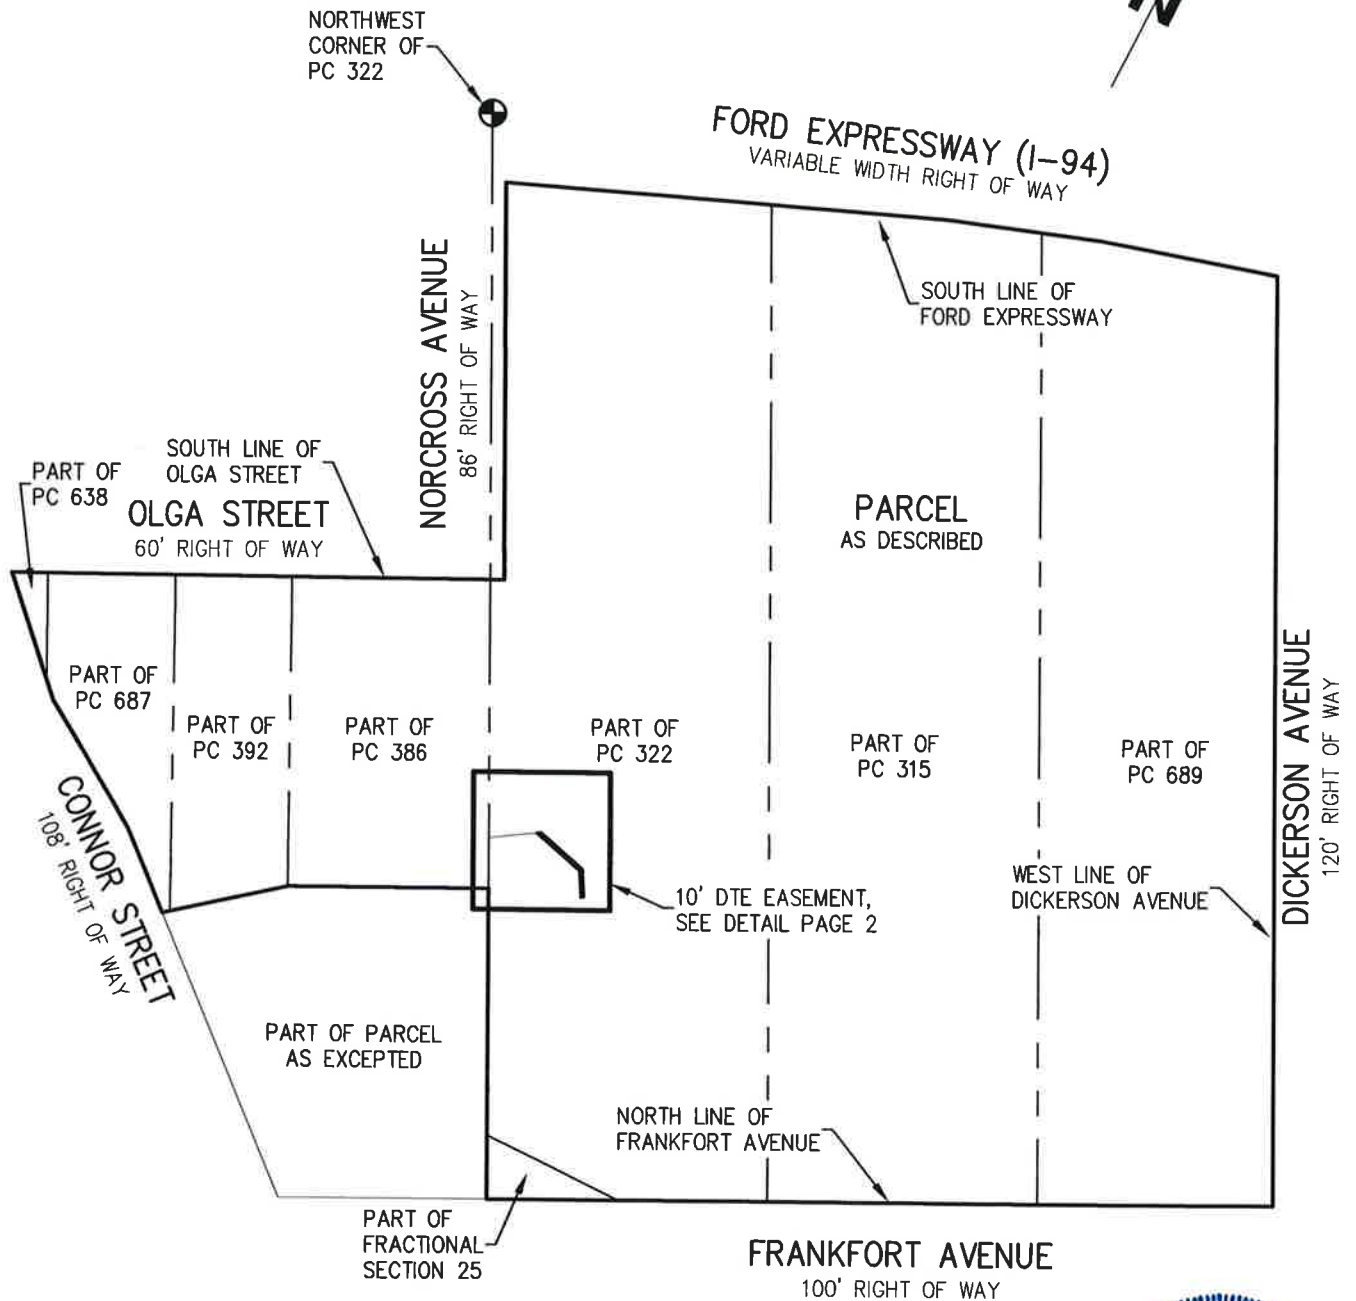 N
NORTHWEST
CORNER OF
PC 322
FORD EXPRESSWAY (I-94)
VARIABLE WIDTH RIGHT OF WAY
NORCROSS AVENUE
86' RIGHT OF WAY
SOUTH LINE OF
FORD EXPRESSWAY
SOUTH LINE OF
OLGA STREET
PART OF
PC 638
OLGA STREET
60' RIGHT OF WAY
PARCEL
AS DESCRIBED
PART OF
PC 687
PART OF
PC 392
PART OF
PC 386
PART OF
PC 322
PART OF
PC 315
PART OF
PC 689
DICKERSON AVENUE
120' RIGHT OF WAY
CONNOR STREET
108' RIGHT OF WAY
10' DTE EASEMENT,
SEE DETAIL PAGE 2
WEST LINE OF
DICKERSON AVENUE
PART OF PARCEL
AS EXCEPTED
NORTH LINE OF
FRANKFORT AVENUE
PART OF
FRACTIONAL
SECTION 25
FRANKFORT AVENUE
100' RIGHT OF WAY